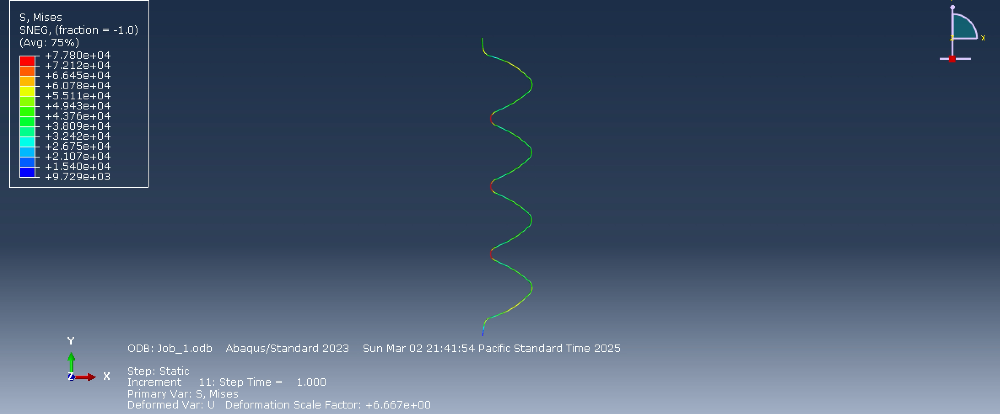 S, Mises
SNEG, (fraction = -1.0)
(Avg: 75%)
+7.780e+04
+7.212e+04
+6.645e+04
+6.078e+04
+5.511e+04
+4.943e+04
+4.376e+04
+3.809e+04
+3.242e+04
+2.675e+04
+2.107e+04
+1.540e+04
+9.729e+03
Z X
Y
Z X
ODB: Job_1.odb Abaqus/Standard 2023 Sun Mar 02 21:41:54 Pacific Standard Time 2025
Step: Static
Increment 11: Step Time = 1.000
Primary Var: S, Mises
Deformed Var: U Deformation Scale Factor: +6.667e+00